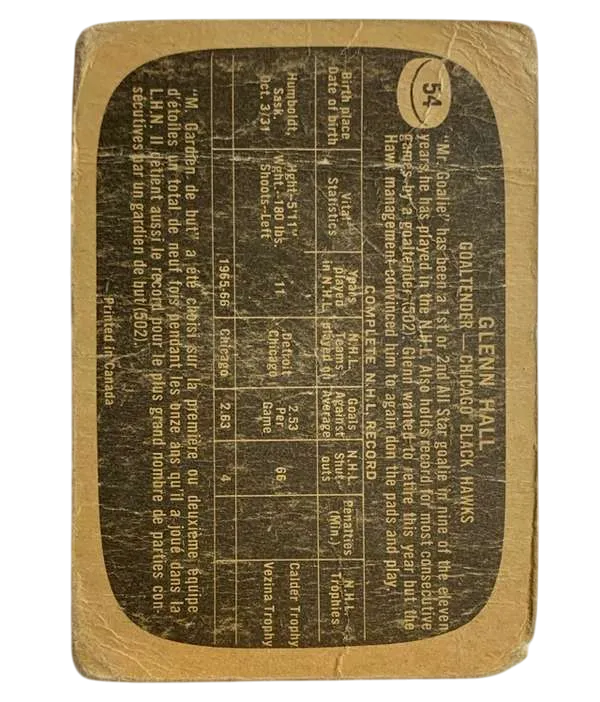 54
GLENN HALL
GOALTENDER — CHICAGO BLACK HAWKS
"Mr. Goalie' has been a 1st or 2nd All Star goalie in nine of the eleven
years he has played in the N.H.L. Also holds record for most consecutive
games by a goaltender (502). Glenn wanted to retire this year but the
Hawk management convinced him to again don the pads and play.
COMPLETE N.H.L. RECORD
Birth place Date of birth | Vital Statistics | Years played in N.H.L. | N.H.L. Teams played on | Goals Against Average | N.H.L. Shut- outs | Penalties (Min.) | N.H.L. Trophies
Humboldt, Sask. Oct 3/31 | Hght-5'11" Wght.-180 lbs. Shoots-Left | 11 | Detroit Chicago | 2.53 Per Game | 66 | Calder Trophy Vezina Trophy
1965-66 Chicago 2.63 4
"M. Gardien de but" a été choisi sur la première ou deuxième équipe
d'étoiles un total de neuf fois pendant les onze ans qu'il a joué dans la
L.H.N. Il détient aussi le record pour le plus grand nombre de parties con-
sécutives par un gardien de but (502).
Printed in Canada